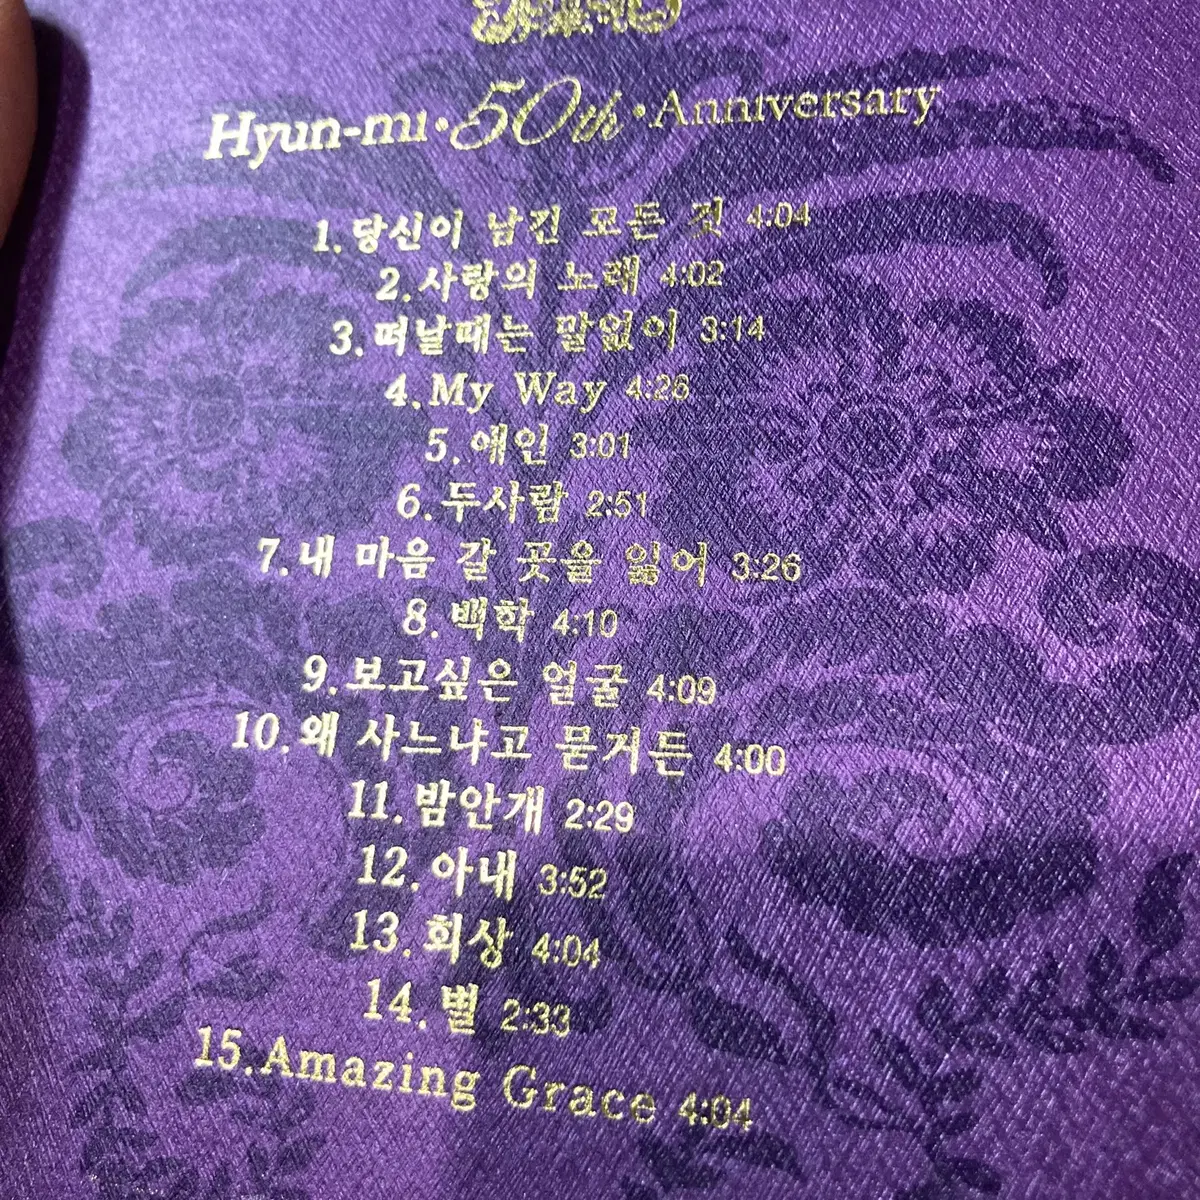 Hyun-mi·50th·Anniversary
1.당신이 남긴 모든 것 4:04
2.사랑의 노래 4:02
3.떠날때는 말없이 3:14
4.My Way 4:26
5.애인 3:01
6.두사람 2:51
7.내 마음 갈 곳을 잃어 3:26
8.백학 4:10
9.보고싶은 얼굴 4:09
10.왜 사느냐고 묻거든 4:00
11.밤안개 2:29
12.아내 3:52
13.회상 4:04
14.별 2:33
15.Amazing Grace 4:04